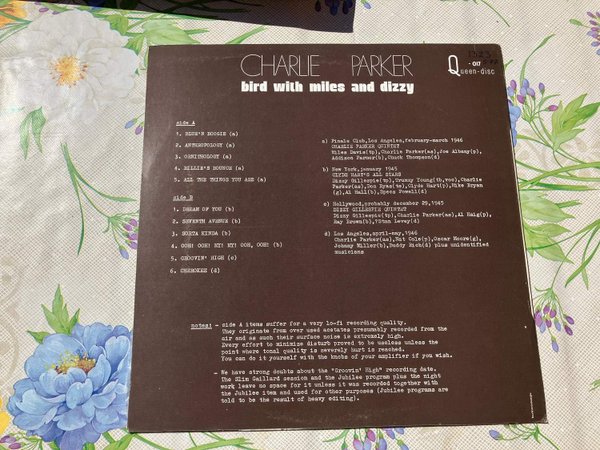 CHARLIE PARKER
bird with miles and dizzy
Queen-disc
- 017
side A
1. BLUE'N BOOGIE (a)
2. ANTHROPOLOGY (a)
3. ORNITHOLOGY (a)
4. BILLIE'S BOUNCE (a)
5. ALL THE THINGS YOU ARE (a)
side B
1. DREAM OF YOU (b)
2. SEVENTH AVENUE (b)
3. SORTA KINDA (b)
4. OOH! OOH! MY! MY! OOH, OOH! (b)
5. GROOVIN' HIGH (c)
6. CHEROKEE (d)
a) Finale Club, Los Angeles, february-march 1946
CHARLIE PARKER QUINTET
Miles Davis(tp), Charlie Parker(as), Joe Albany(p),
Addison Farmer(b), Chuck Thompson(d)
b) New York, january 1945
CLYDE HART'S ALL STARS
Dizzy Gillespie(tp), Trummy Young(tb,voc), Charlie
Parker(as), Don Byas(ts), Clyde Hart(p), Mike Bryan
(g), Al Hall(b), Specs Powell(d)
c) Hollywood, probably december 29, 1945
DIZZY GILLESPIE QUINTET
Dizzy Gillespie(tp), Charlie Parker(as), Al Haig(p),
Ray Brown(b), Stan Levey(d)
d) Los Angeles, april-may, 1946
Charlie Parker(as), Nat Cole(p), Oscar Moore(g),
Johnny Miller(b), Buddy Rich(d) plus unidentified
musicians
notes: - side A items suffer for a very lo-fi recording quality.
They originate from over used acetates presumably recorded from the
air and as such their surface noise is extremely high.
Every effort to minimize disturb proved to be useless unless the
point where tonal quality is severely hurt is reached.
You can do it yourself with the knobs of your amplifier if you wish.
- We have strong doubts about the "Groovin' High" recording date.
The Slim Gaillard session and the Jubilee program plus the night
work leave no space for it unless it was recorded together with
the Jubilee item and used for other purposes (Jubilee programs are
told to be the result of heavy editing).